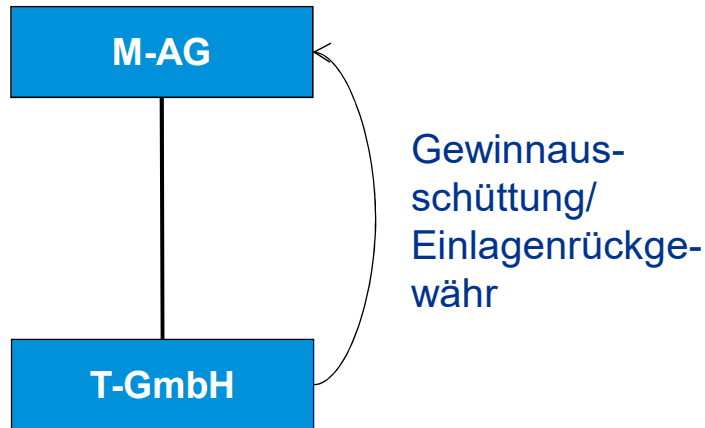 M-AG
Gewinnaus-
schüttung/
Einlagenrückge-
währ
T-GmbH